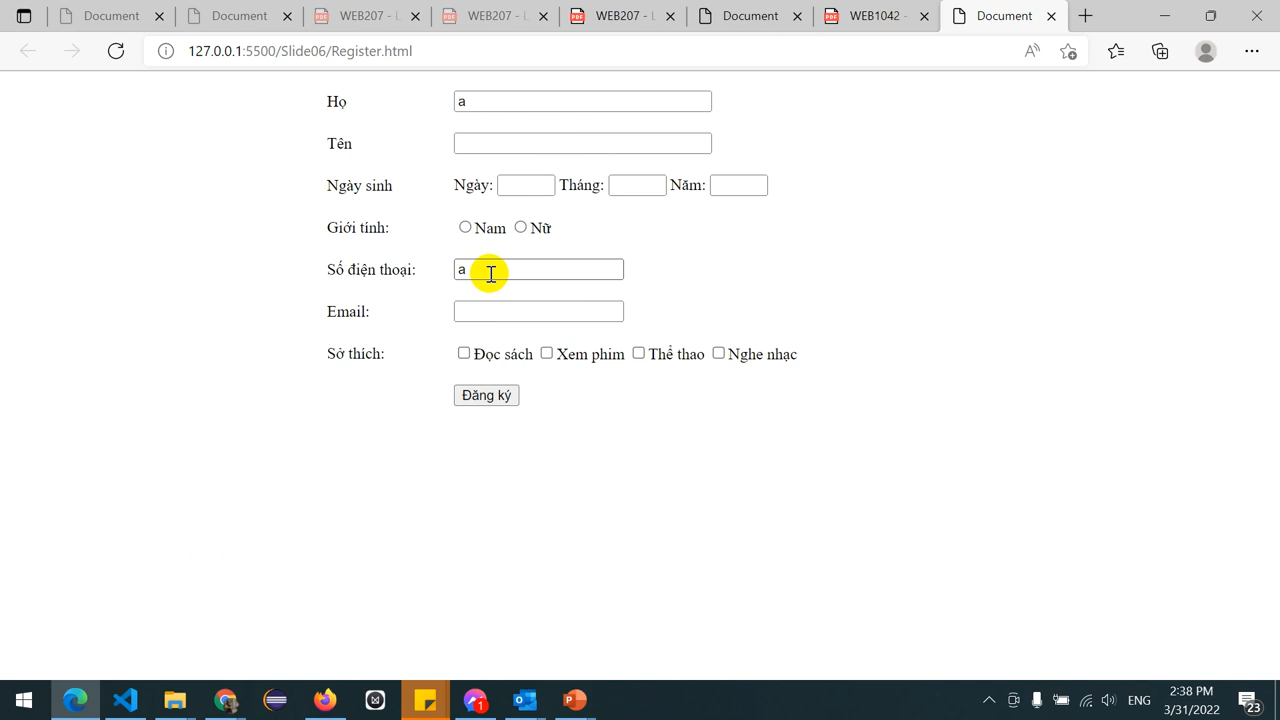 Document
Document
WEB207 - L
WEB207 - L
WEB207 - L
Document
WEB1042 -
Document
127.0.0.1:5500/Slide06/Register.html
Họ a
Tên
Ngày sinh Ngày: Tháng: Năm:
Giới tính: Nam Nữ
Số điện thoại: a
Email:
Sở thích: Đọc sách Xem phim Thể thao Nghe nhạc
Đăng ký
1
ENG
2:38 PM
3/31/2022
23